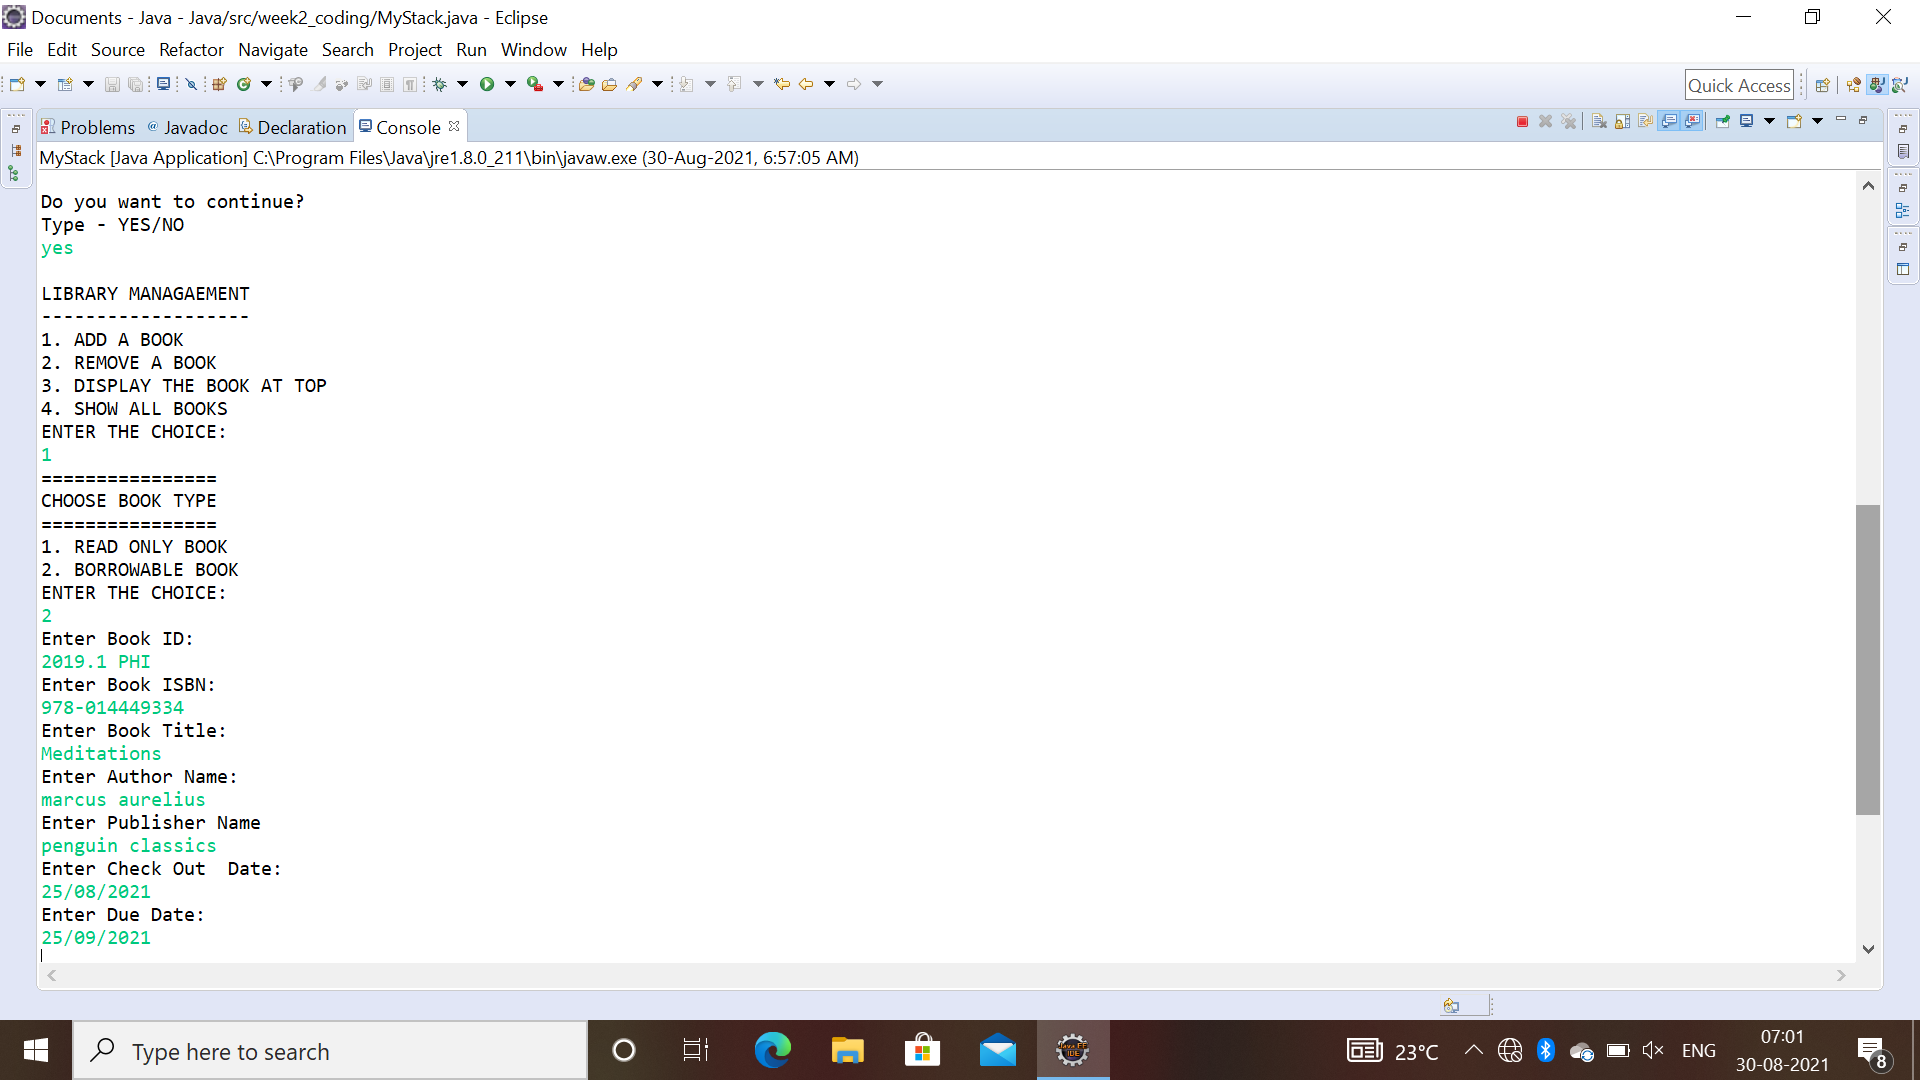 Documents - Java - Java/src/week2_coding/MyStack.java - Eclipse
File Edit Source Refactor Navigate Search Project Run Window Help
Quick Access
Problems @ Javadoc Declaration Console
MyStack [Java Application] C:\Program Files\Java\jre1.8.0_211\bin\javaw.exe (30-Aug-2021, 6:57:05 AM)
Do you want to continue?
Type - YES/NO
yes
LIBRARY MANAGAEMENT
-------------------
1. ADD A BOOK
2. REMOVE A BOOK
3. DISPLAY THE BOOK AT TOP
4. SHOW ALL BOOKS
ENTER THE CHOICE:
1
================
CHOOSE BOOK TYPE
================
1. READ ONLY BOOK
2. BORROWABLE BOOK
ENTER THE CHOICE:
2
Enter Book ID:
2019.1 PHI
Enter Book ISBN:
978-014449334
Enter Book Title:
Meditations
Enter Author Name:
marcus aurelius
Enter Publisher Name
penguin classics
Enter Check Out  Date:
25/08/2021
Enter Due Date:
25/09/2021
Type here to search
Java EE
IDE
23°C
ENG
07:01
30-08-2021
8